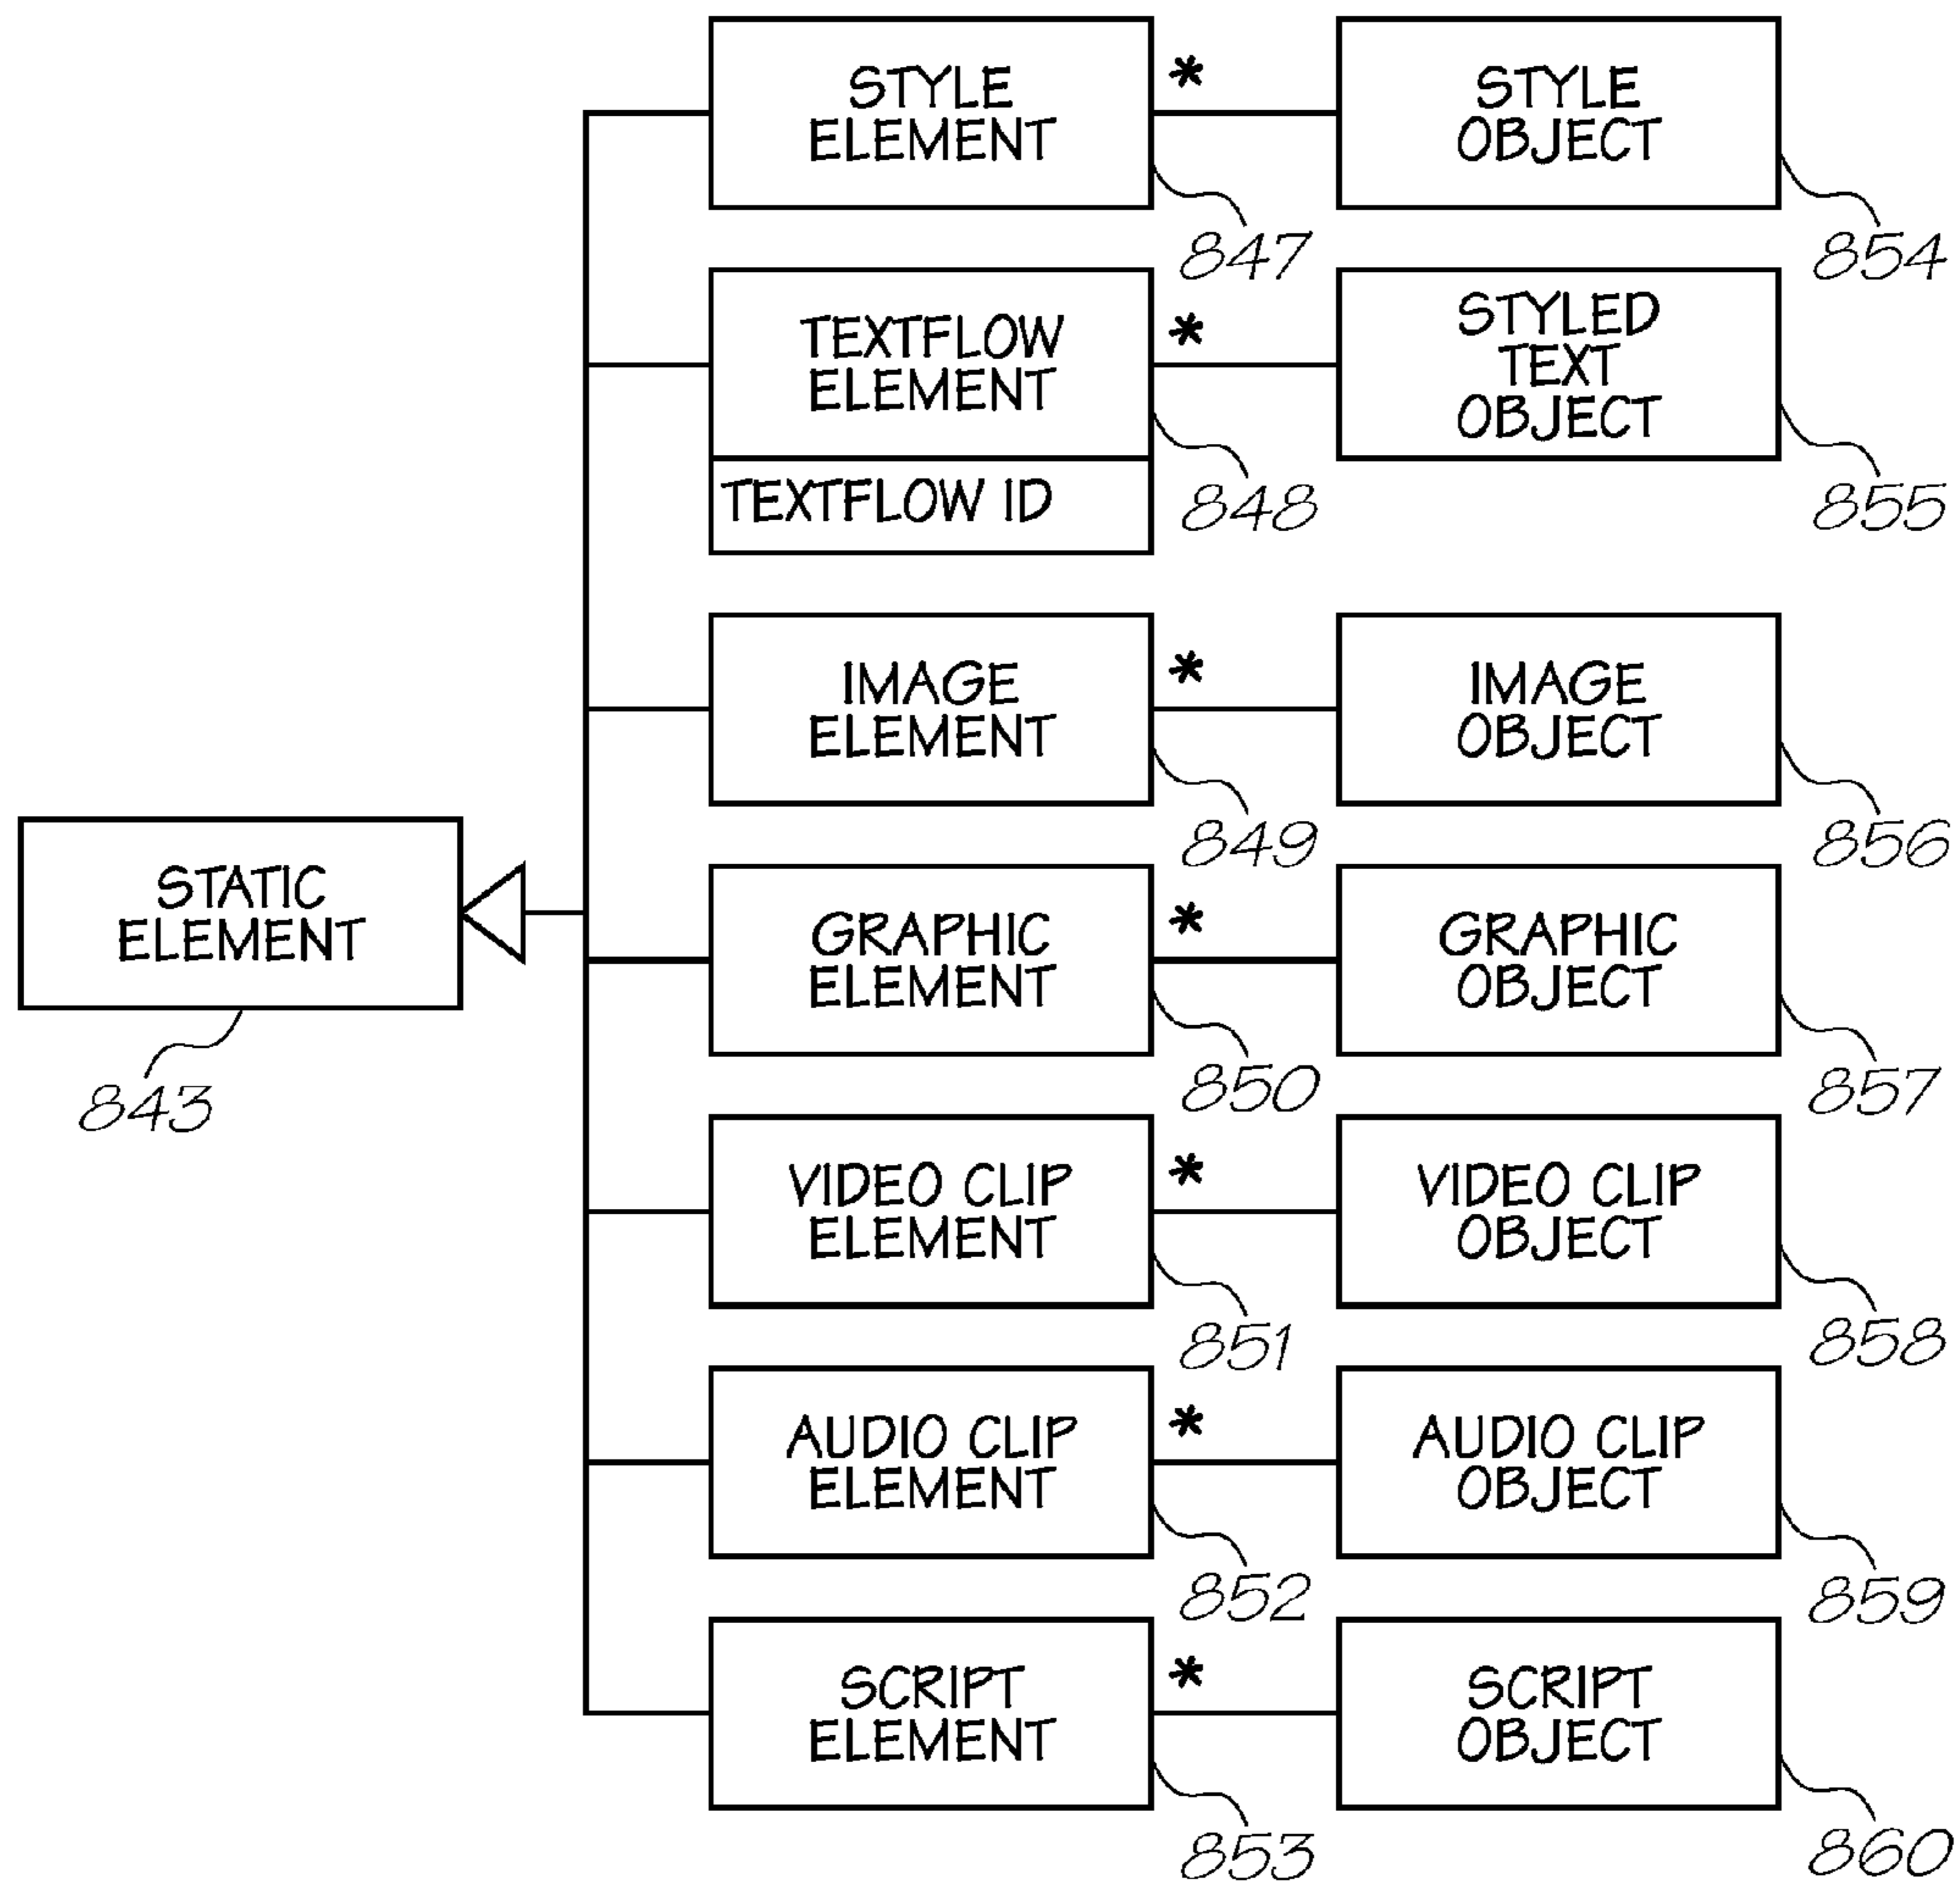 STYLE
ELEMENT
*
STYLE
OBJECT
847
854
TEXTFLOW
ELEMENT
*
STYLED
TEXT
OBJECT
TEXTFLOW ID
848
855
IMAGE
ELEMENT
*
IMAGE
OBJECT
849
856
STATIC
ELEMENT
843
GRAPHIC
ELEMENT
*
GRAPHIC
OBJECT
850
857
VIDEO CLIP
ELEMENT
*
VIDEO CLIP
OBJECT
851
858
AUDIO CLIP
ELEMENT
*
AUDIO CLIP
OBJECT
852
859
SCRIPT
ELEMENT
*
SCRIPT
OBJECT
853
860